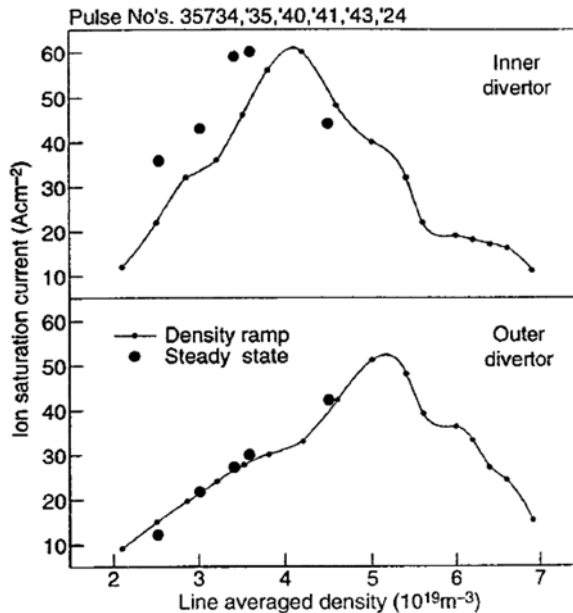 Pulse No's. 35734,'35,'40,'41,'43,'24
Ion saturation current (Acm⁻²)
60
50
40
30
20
10
Inner
divertor
60
50
40
30
20
10
Density ramp
Steady state
Outer
divertor
2 3 4 5 6 7
Line averaged density (10¹⁹m⁻³)